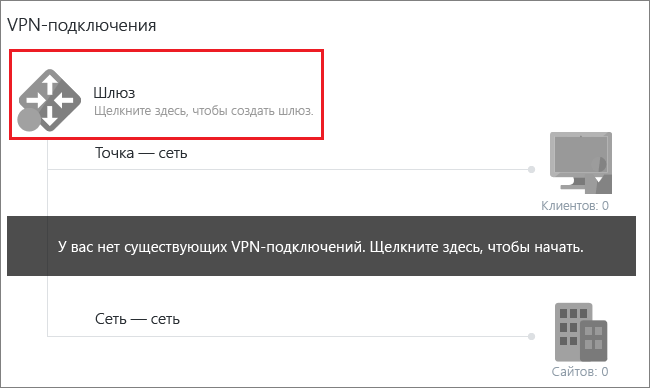 VPN-подключения
Шлюз
Щелкните здесь, чтобы создать шлюз.
Точка — сеть
Клиентов: 0
У вас нет существующих VPN-подключений. Щелкните здесь, чтобы начать.
Сеть — сеть
Сайтов: 0